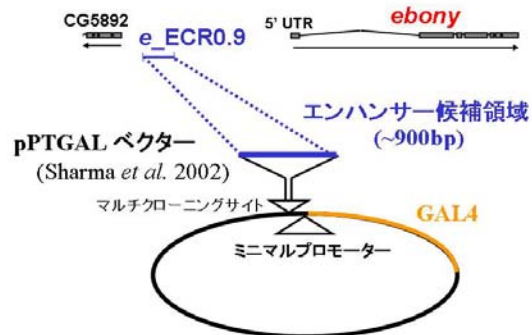 CG5892
e_ECR0.9
5' UTR
ebony
エンハンサー候補領域
(~900bp)
pPTGAL ベクター
(Sharma et al. 2002)
マルチクローニングサイト
GAL4
ミニマルプロモーター